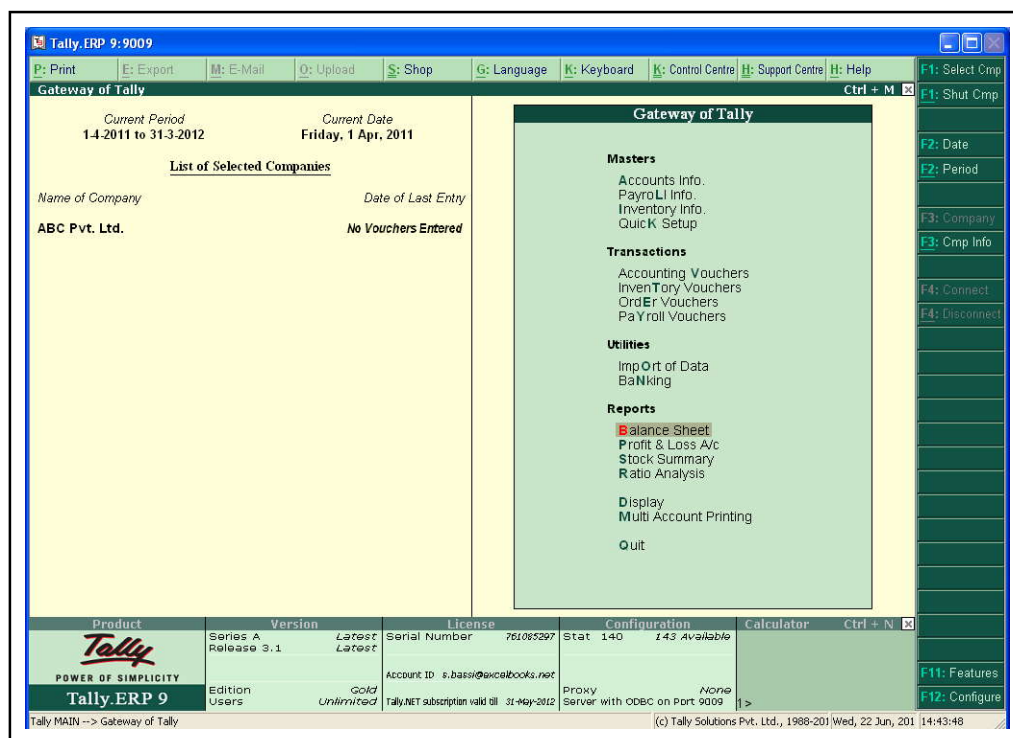 Tally.ERP 9:9009
P: Print E: Export M: E-Mail O: Upload S: Shop G: Language K: Keyboard K: Control Centre H: Support Centre H: Help
Gateway of Tally Ctrl + M
Current Period Current Date
1-4-2011 to 31-3-2012 Friday, 1 Apr, 2011
List of Selected Companies
Name of Company Date of Last Entry
ABC Pvt. Ltd. No Vouchers Entered
Gateway of Tally
Masters
Accounts Info.
PayroLl Info.
Inventory Info.
QuicK Setup
Transactions
Accounting Vouchers
InvenTory Vouchers
OrdEr Vouchers
PaYroll Vouchers
Utilities
ImpOrt of Data
BaNking
Reports
Balance Sheet
Profit & Loss A/c
Stock Summary
Ratio Analysis
Display
Multi Account Printing
Quit
F1: Select Cmp
F1: Shut Cmp
F2: Date
F2: Period
F3: Company
F3: Cmp Info
F4: Connect
F4: Disconnect
F11: Features
F12: Configure
Product
Tally
POWER OF SIMPLICITY
Tally.ERP 9
Version
Series A Latest
Release 3.1 Latest
Edition Gold
Users Unlimited
License
Serial Number 761085297
Account ID s.bassi@excelbooks.net
Tally.NET subscription valid till 31-May-2012
Configuration
Stat 140 143 Available
Proxy None
Server with ODBC on Port 9009
Calculator Ctrl + N
1>
Tally MAIN --> Gateway of Tally (c) Tally Solutions Pvt. Ltd., 1988-201 Wed, 22 Jun, 201 14:43:48